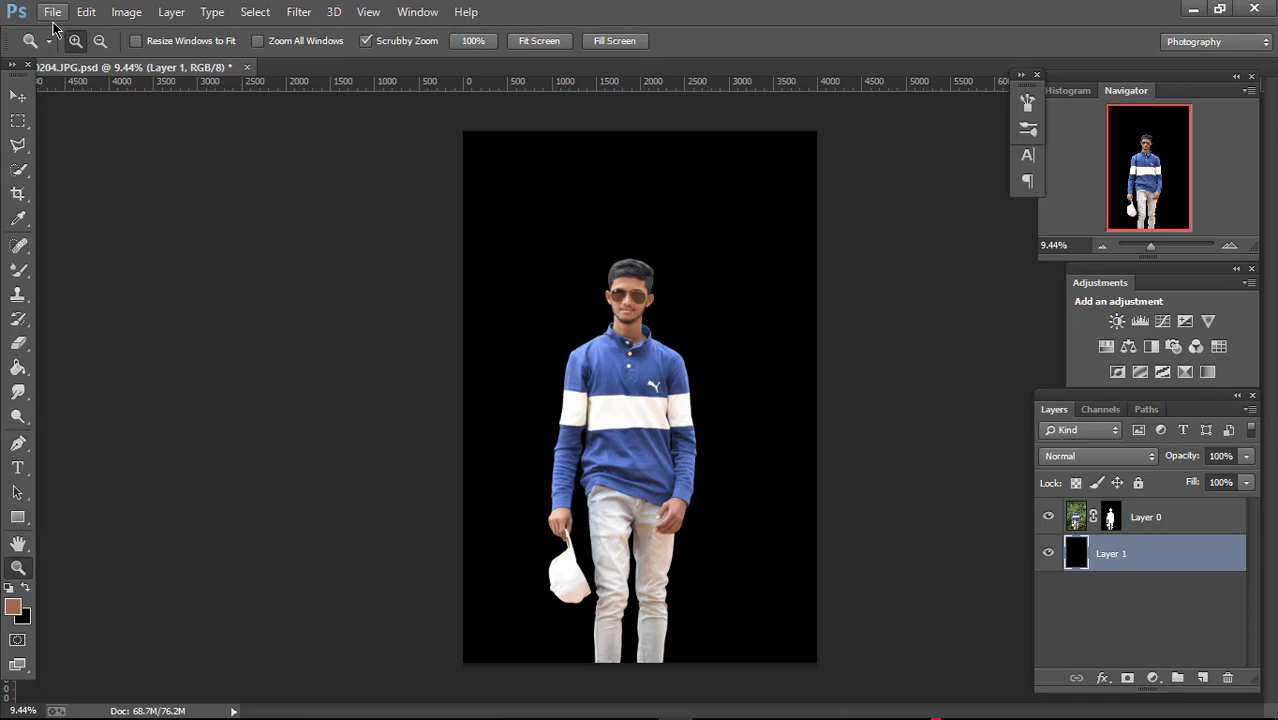 Ps File Edit Image Layer Type Select Filter 3D View Window Help
Resize Windows to Fit Zoom All Windows Scrubby Zoom 100% Fit Screen Fill Screen Photography
0204.JPG.psd @ 9.44% (Layer 1, RGB/8) * ×
4000 3500 3000 2500 2000 1500 1000 500 0 500 1000 1500 2000 2500 3000 3500 4000 4500 5000 5500
Histogram Navigator
9.44%
Adjustments
Add an adjustment
Layers Channels Paths
Kind
Normal Opacity: 100%
Lock: Fill: 100%
Layer 0
Layer 1
9.44% Doc: 68.7M/76.2M